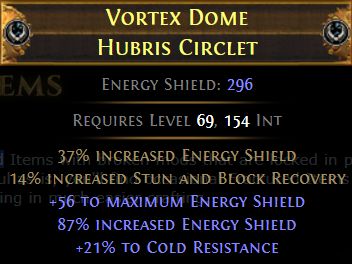 Vortex Dome
Hubris Circlet
Energy Shield: 296
Requires Level 69, 154 Int
37% increased Energy Shield
14% increased Stun and Block Recovery
+56 to maximum Energy Shield
87% increased Energy Shield
+21% to Cold Resistance